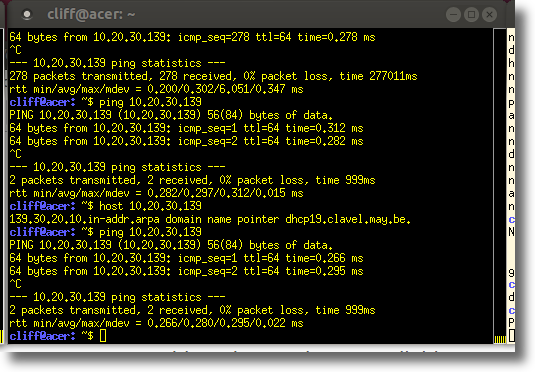 cliff@acer: ~
64 bytes from 10.20.30.139: icmp_seq=278 ttl=64 time=0.278 ms
^C
--- 10.20.30.139 ping statistics ---
278 packets transmitted, 278 received, 0% packet loss, time 277011ms
rtt min/avg/max/mdev = 0.200/0.302/6.051/0.347 ms
cliff@acer: ~$ ping 10.20.30.139
PING 10.20.30.139 (10.20.30.139) 56(84) bytes of data.
64 bytes from 10.20.30.139: icmp_seq=1 ttl=64 time=0.312 ms
64 bytes from 10.20.30.139: icmp_seq=2 ttl=64 time=0.282 ms
^C
--- 10.20.30.139 ping statistics ---
2 packets transmitted, 2 received, 0% packet loss, time 999ms
rtt min/avg/max/mdev = 0.282/0.297/0.312/0.015 ms
cliff@acer: ~$ host 10.20.30.139
139.30.20.10.in-addr.arpa domain name pointer dhcp19.clavel.may.be.
cliff@acer: ~$ ping 10.20.30.139
PING 10.20.30.139 (10.20.30.139) 56(84) bytes of data.
64 bytes from 10.20.30.139: icmp_seq=1 ttl=64 time=0.266 ms
64 bytes from 10.20.30.139: icmp_seq=2 ttl=64 time=0.295 ms
^C
--- 10.20.30.139 ping statistics ---
2 packets transmitted, 2 received, 0% packet loss, time 999ms
rtt min/avg/max/mdev = 0.266/0.280/0.295/0.022 ms
cliff@acer: ~$